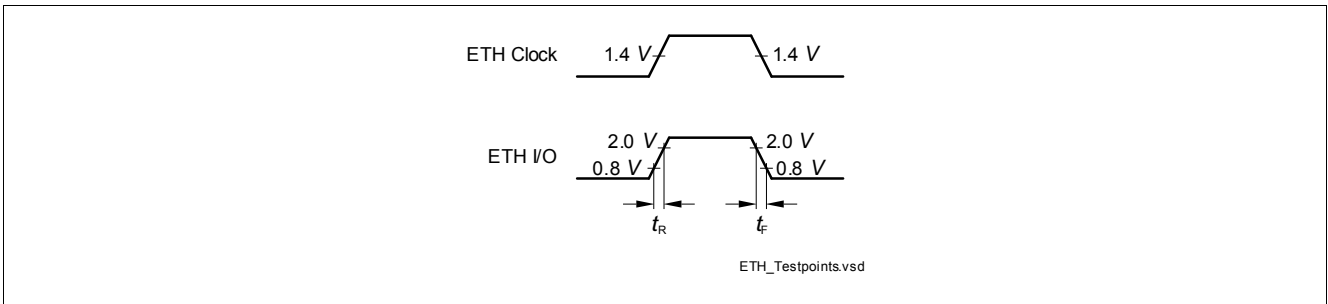 ETH Clock 1.4 V 1.4 V
2.0 V 2.0 V
ETH I/O
0.8 V 0.8 V
tR tF
ETH_Testpoints.vsd